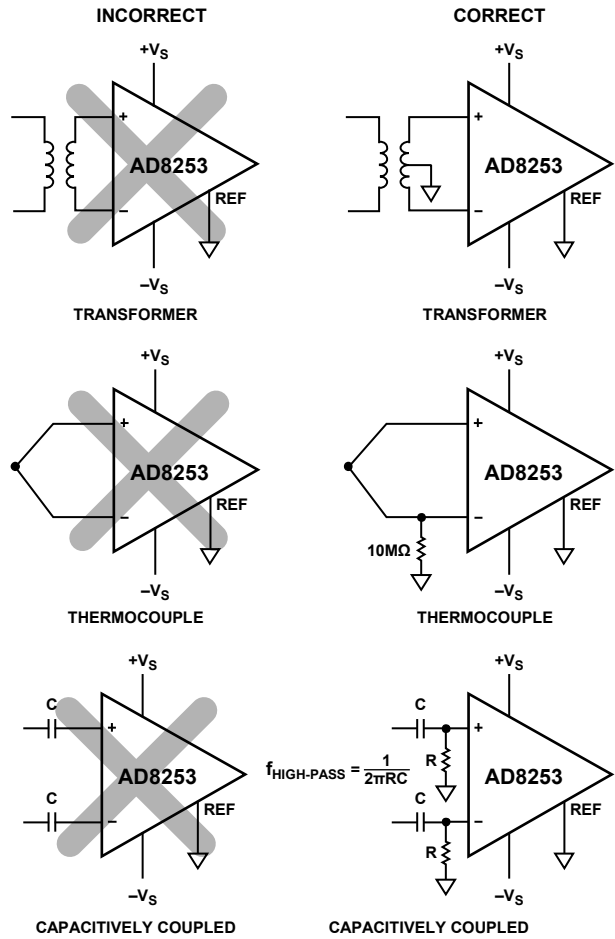 INCORRECT
CORRECT
+VS
+
AD8253
−
REF
−VS
TRANSFORMER
+VS
+
AD8253
−
REF
−VS
TRANSFORMER
+VS
+
AD8253
−
REF
−VS
THERMOCOUPLE
+VS
+
AD8253
−
REF
10MΩ
−VS
THERMOCOUPLE
+VS
C
+
AD8253
C
−
REF
−VS
CAPACITIVELY COUPLED
+VS
C
+
fHIGH-PASS = 1/2πRC
R
AD8253
C
−
REF
R
−VS
CAPACITIVELY COUPLED